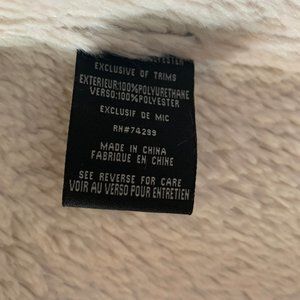 POLYESTER
EXCLUSIVE OF TRIMS
EXTERIEUR:100%POLYURETHANE
VERSO:100%POLYESTER
EXCLUSIF DE MIC
RN#74299
MADE IN CHINA
FABRIQUE EN CHINE
SEE REVERSE FOR CARE
VOIR AU VERSO POUR ENTRETIEN